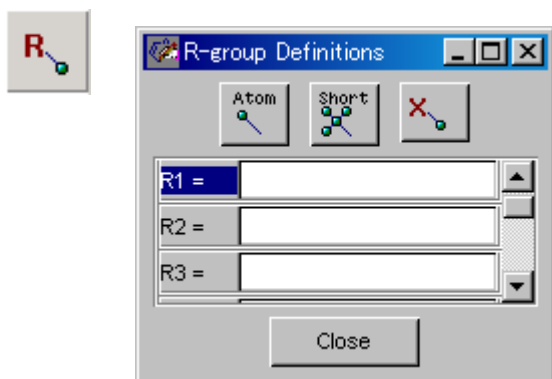 R
R-group Definitions
Atom
Short
X
R1 =
R2 =
R3 =
Close